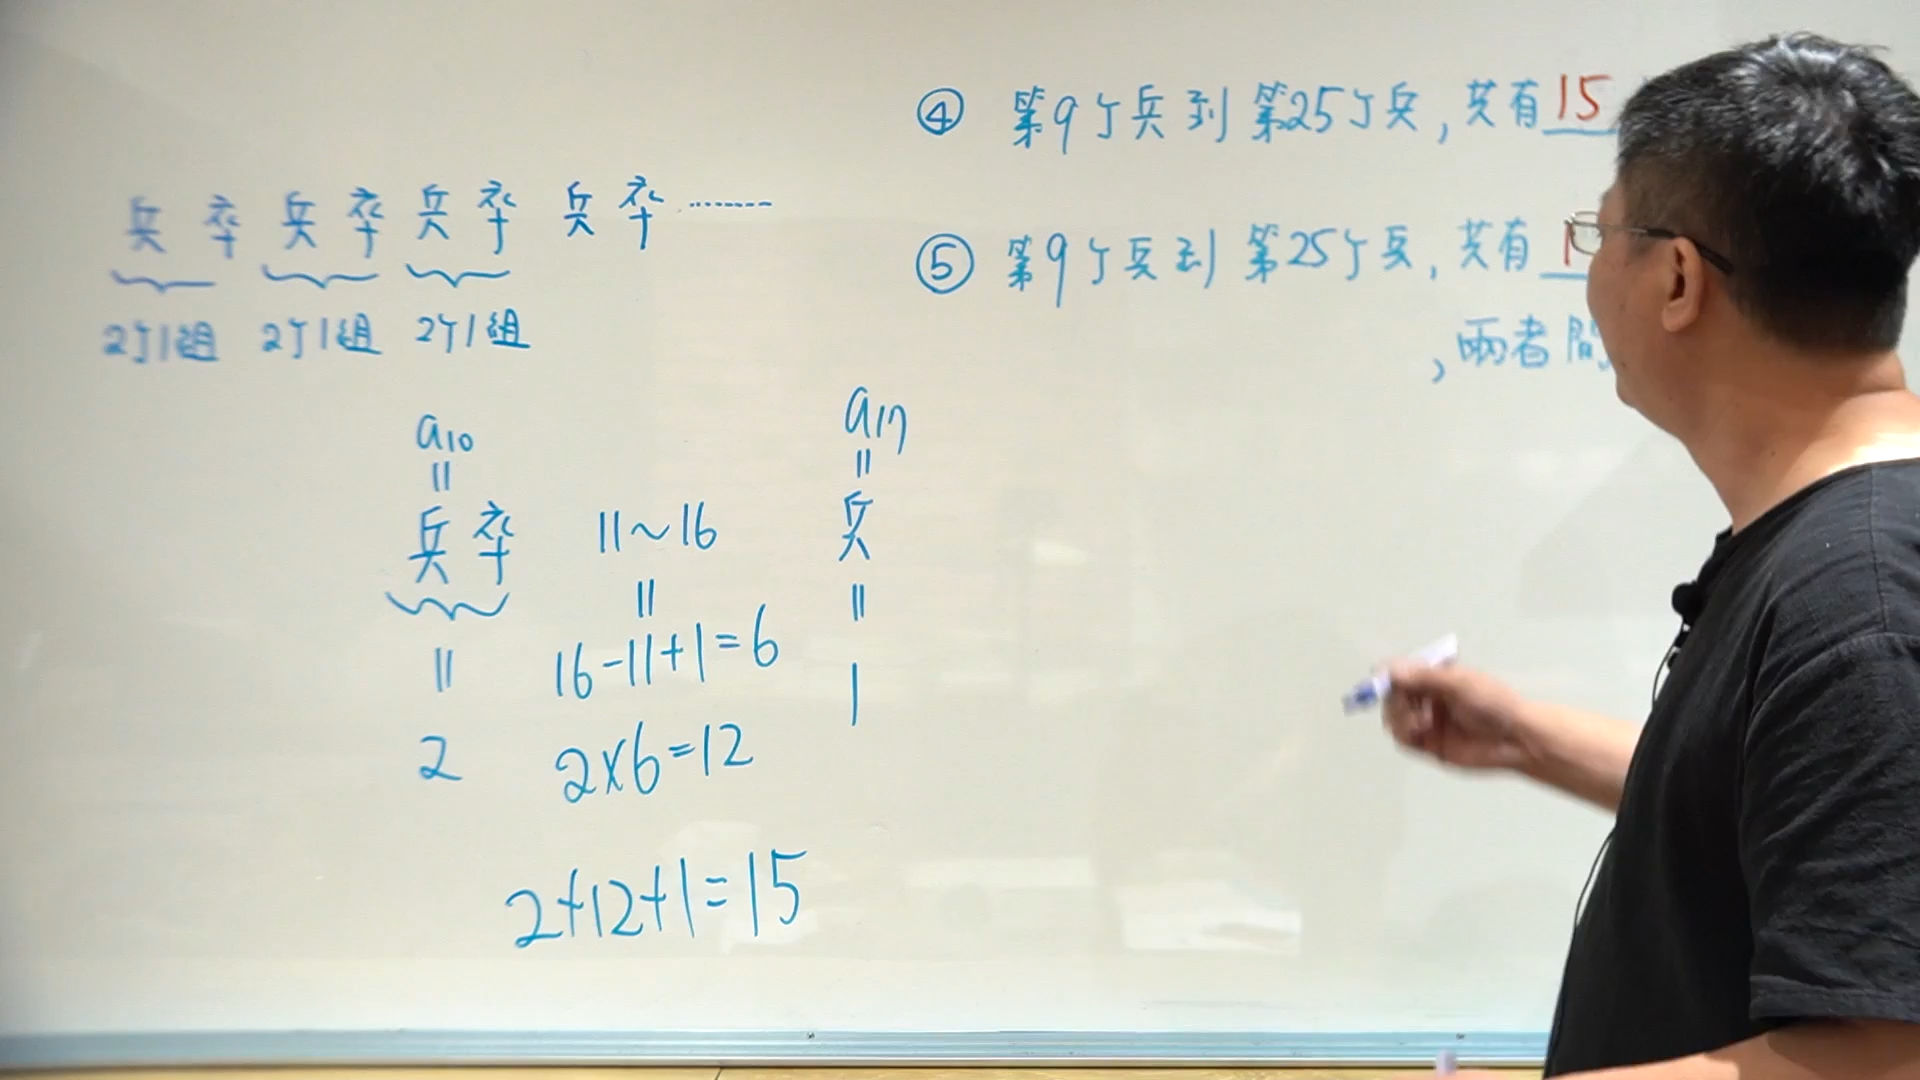 ④ 第9个兵到第25个兵,共有15
⑤ 第9个兵到第25个兵,共有1
,兩者間
兵 卒 兵 卒 兵 卒 兵 卒 ........
2个1組 2个1組 2个1組
a10 a17
= =
兵 卒 11~16 兵
= =
= 16-11+1=6 1
2 2×6=12
2+12+1=15